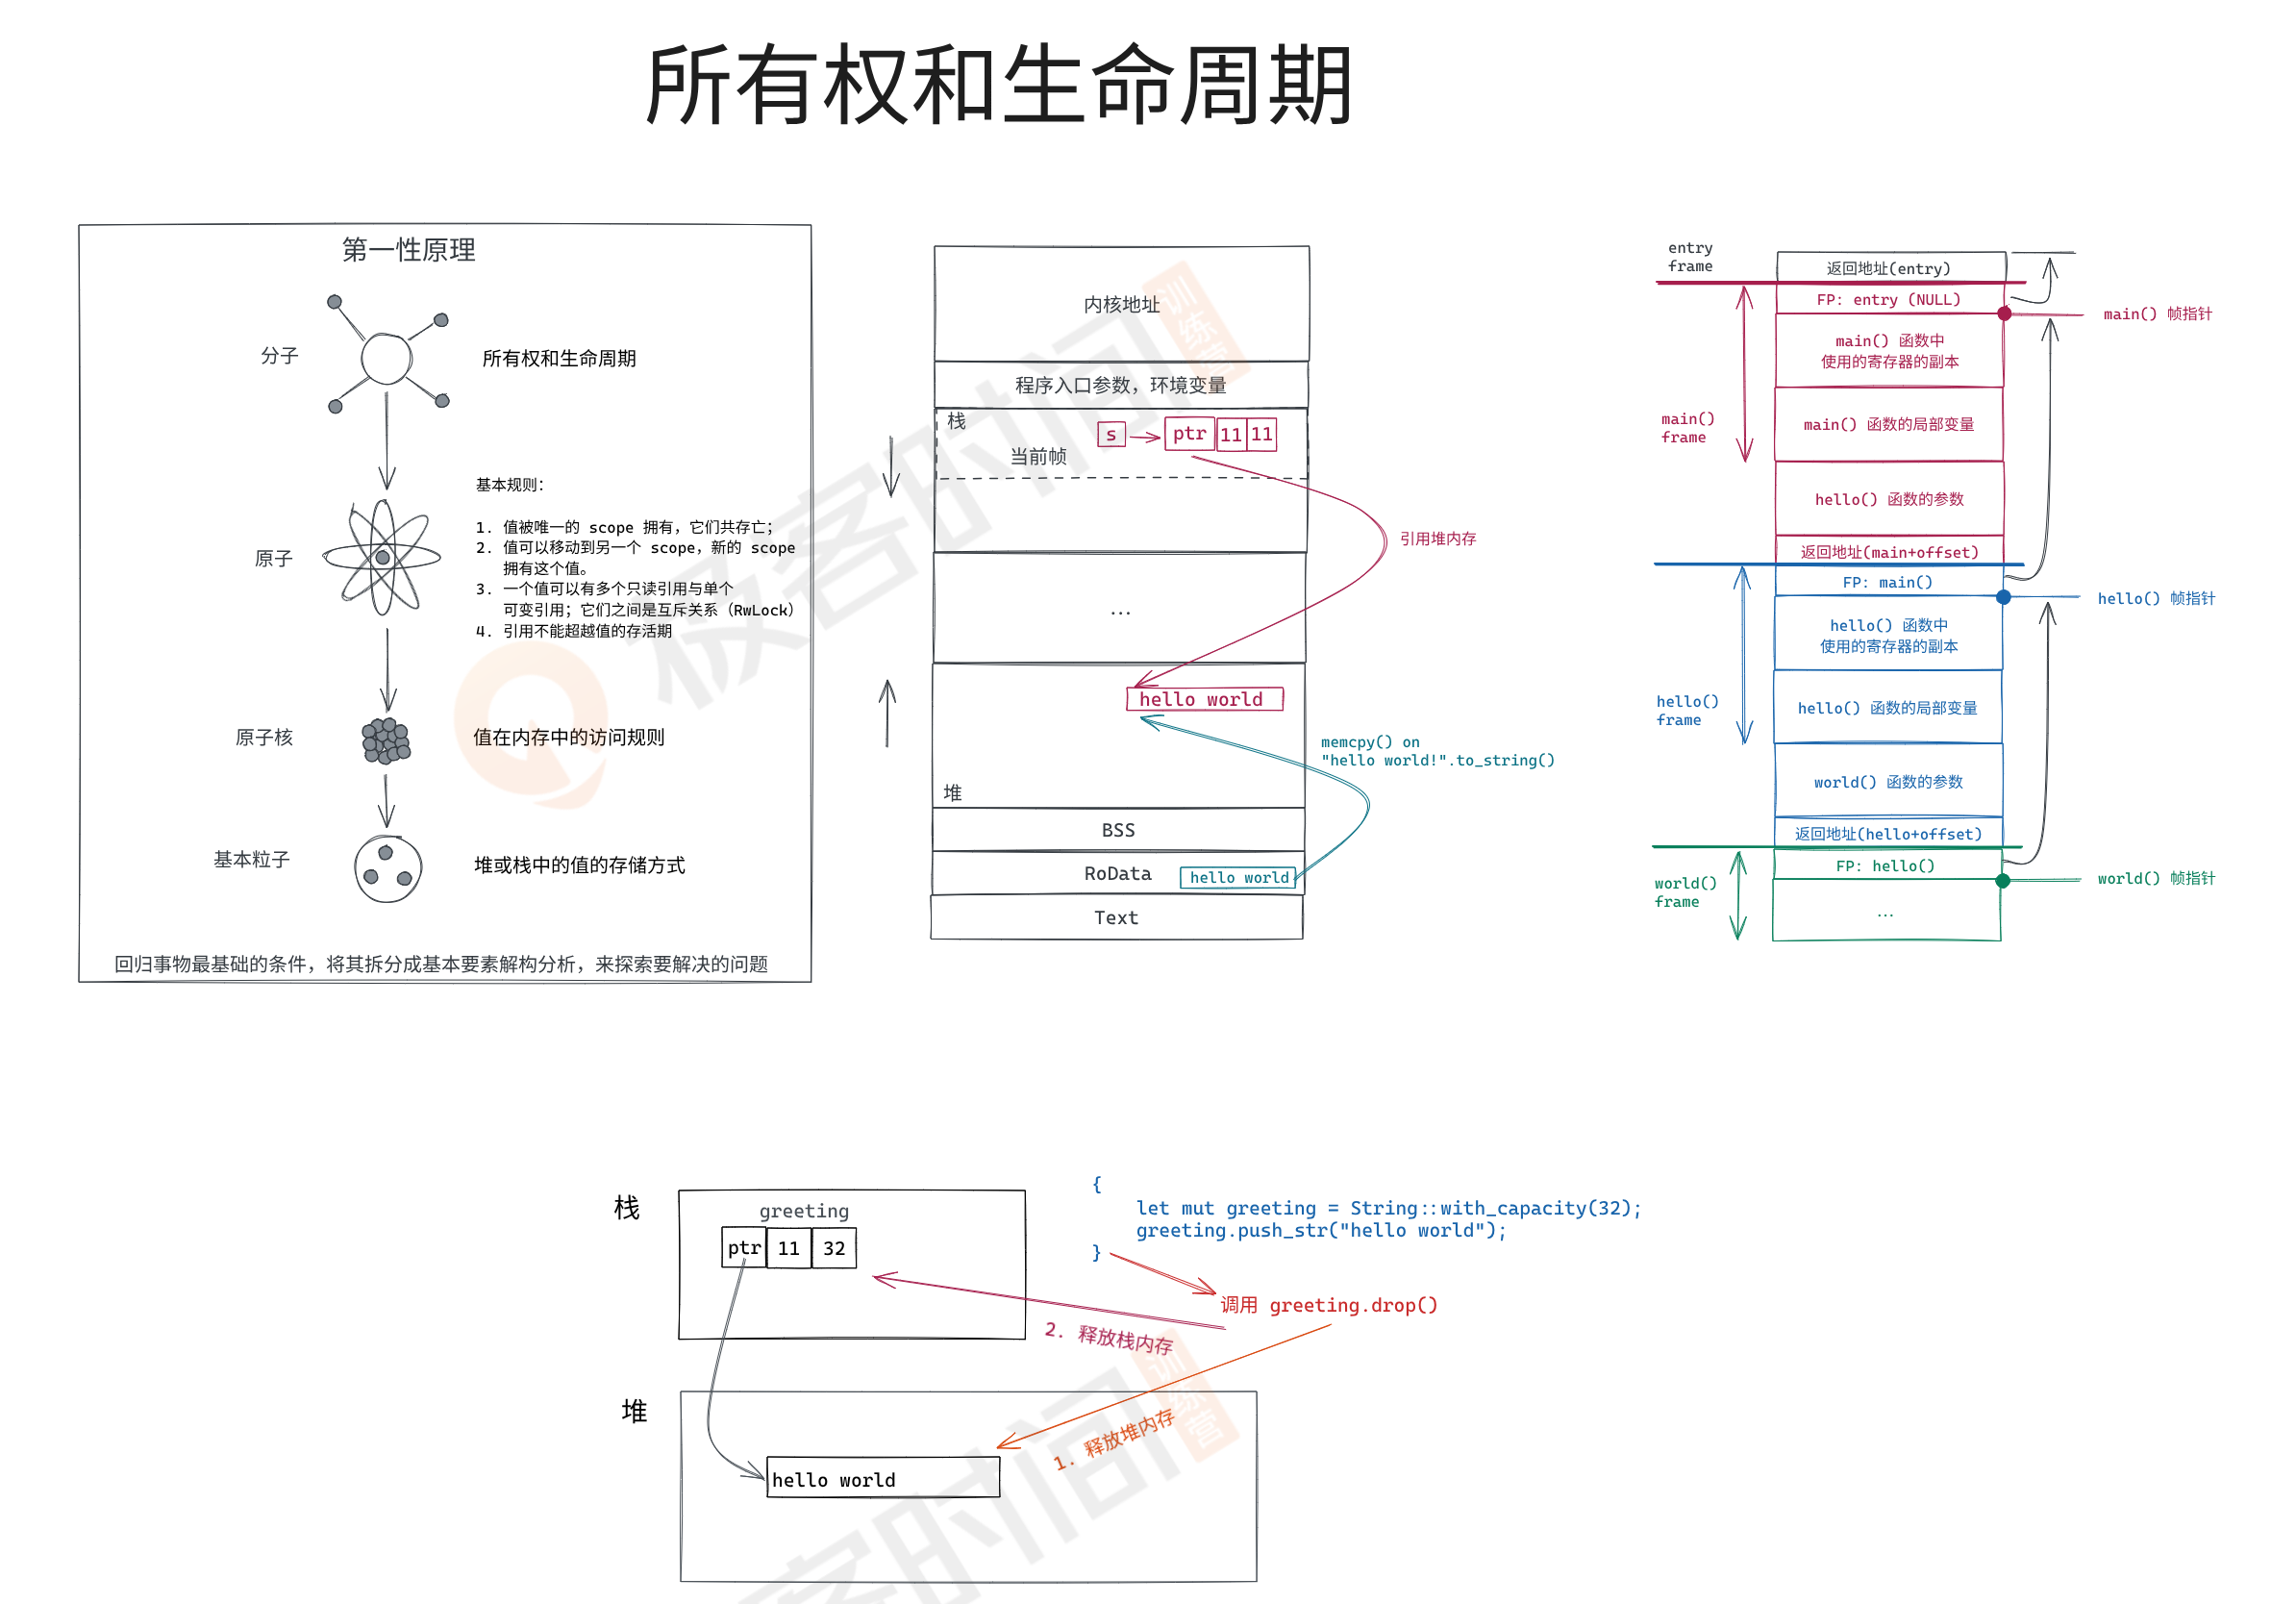 所有权和生命周期
第一性原理
分子
所有权和生命周期
原子
基本规则：
1. 值被唯一的 scope 拥有，它们共存亡；
2. 值可以移动到另一个 scope，新的 scope
拥有这个值。
3. 一个值可以有多个只读引用与单个
可变引用；它们之间是互斥关系（RwLock）
4. 引用不能超越值的存活期
原子核
值在内存中的访问规则
基本粒子
堆或栈中的值的存储方式
回归事物最基础的条件，将其拆分成基本要素解构分析，来探索要解决的问题
内核地址
程序入口参数，环境变量
栈
s
ptr
11
11
当前帧
引用堆内存
...
hello world
memcpy() on
"hello world!".to_string()
堆
BSS
RoData
hello world
Text
极客时间
训练营
entry
frame
返回地址(entry)
FP: entry (NULL)
main() 帧指针
main() 函数中
使用的寄存器的副本
main()
frame
main() 函数的局部变量
hello() 函数的参数
返回地址(main+offset)
FP: main()
hello() 帧指针
hello() 函数中
使用的寄存器的副本
hello()
frame
hello() 函数的局部变量
world() 函数的参数
返回地址(hello+offset)
FP: hello()
world() 帧指针
world()
frame
...
栈
greeting
ptr
11
32
{
let mut greeting = String::with_capacity(32);
greeting.push_str("hello world");
}
调用 greeting.drop()
2. 释放栈内存
堆
1. 释放堆内存
hello world
客时间
训练营